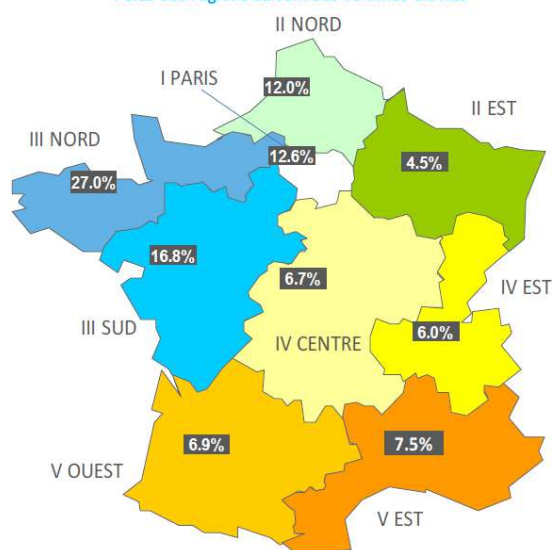 II NORD
I PARIS
12.0%
II EST
III NORD
12.6%
4.5%
27.0%
16.8%
6.7%
IV EST
III SUD
IV CENTRE
6.0%
6.9%
7.5%
V OUEST
V EST